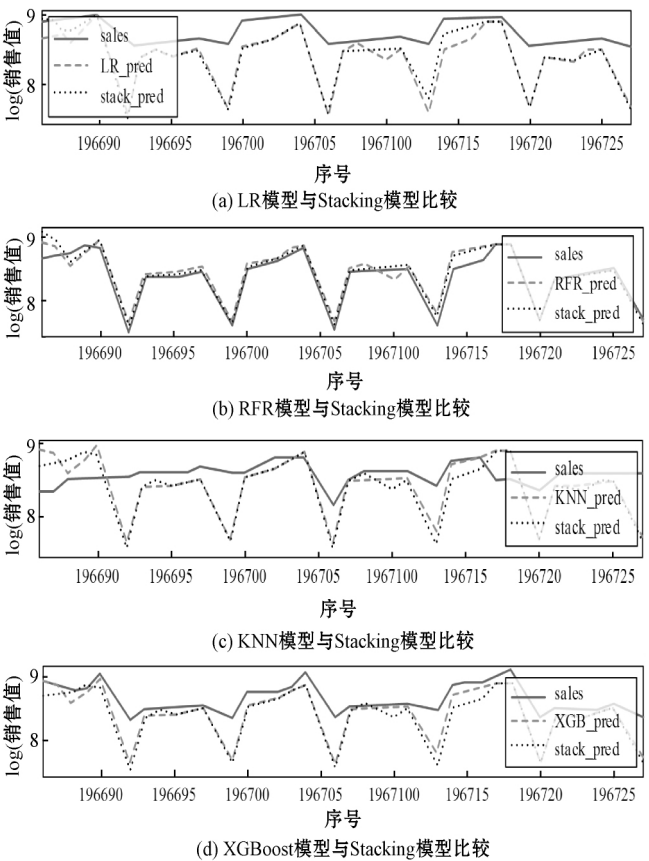 log(销售值)
9
8
sales
LR_pred
stack_pred
196690 196695 196700 196705 1967100 196715 196720 196725
序号
(a) LR模型与Stacking模型比较
log(销售值)
9
8
sales
RFR_pred
stack_pred
196690 196695 196700 196705 1967100 196715 196720 196725
序号
(b) RFR模型与Stacking模型比较
log(销售值)
9
8
sales
KNN_pred
stack_pred
196690 196695 196700 196705 1967100 196715 196720 196725
序号
(c) KNN模型与Stacking模型比较
log(销售值)
9
8
sales
XGB_pred
stack_pred
196690 196695 196700 196705 1967100 196715 196720 196725
序号
(d) XGBoost模型与Stacking模型比较